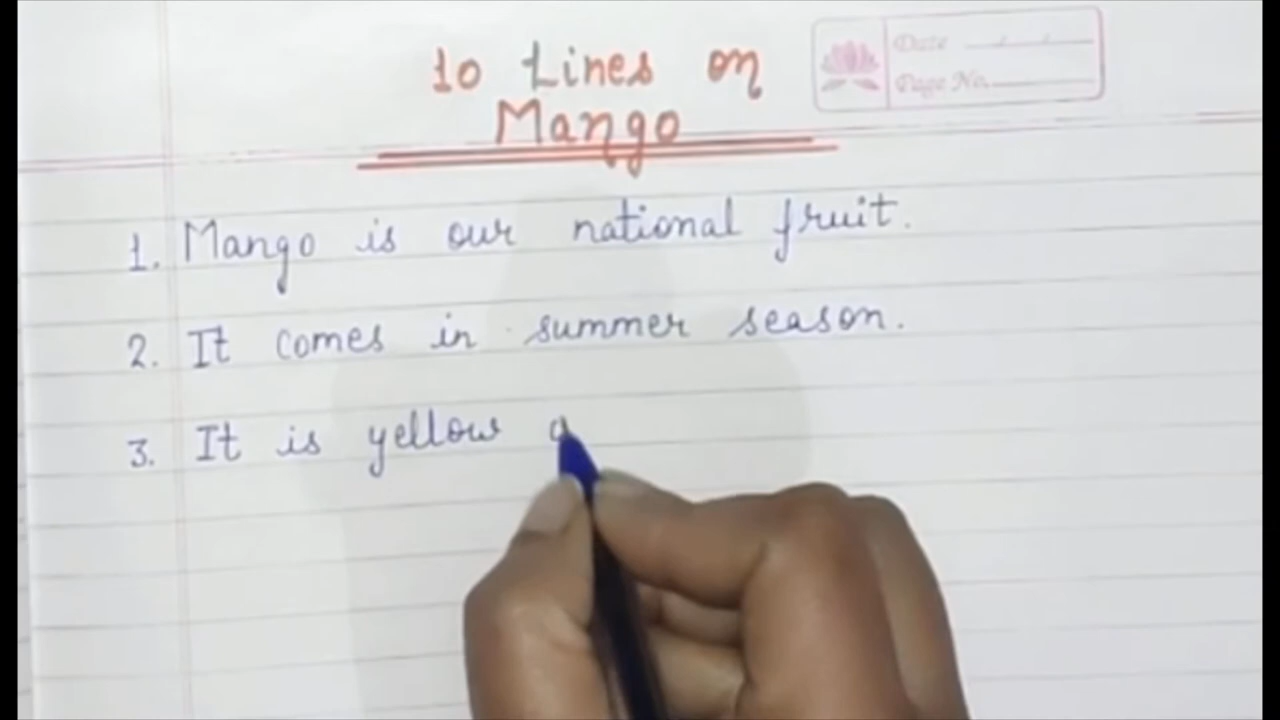 10 Lines on
Mango
Date
Page No.
1. Mango is our national fruit.
2. It comes in summer season.
3. It is yellow a